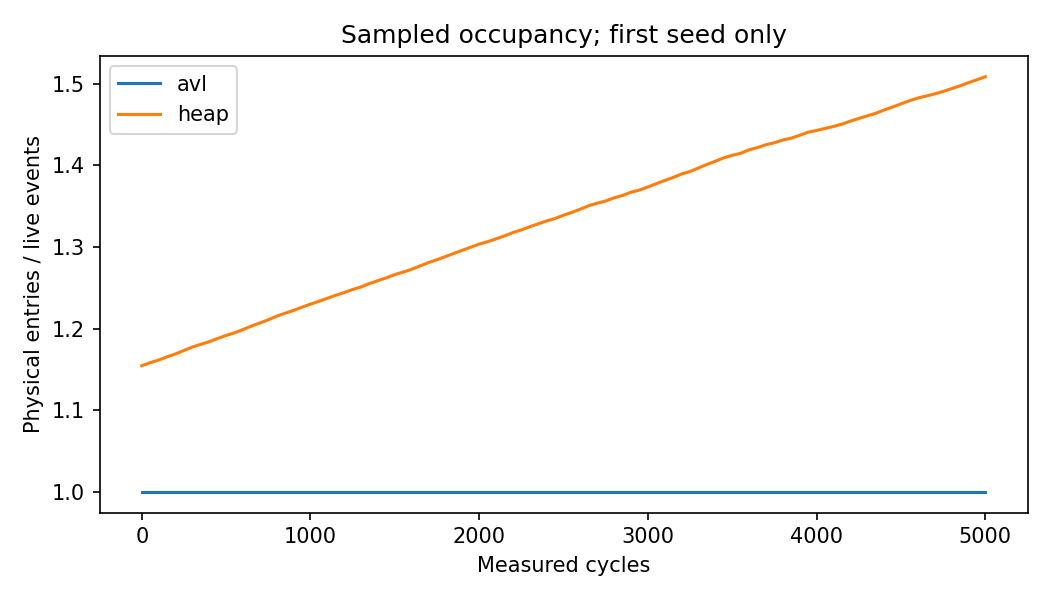 Sampled occupancy; first seed only
avl
heap
Physical entries / live events
1.5
1.4
1.3
1.2
1.1
1.0
0 1000 2000 3000 4000 5000
Measured cycles